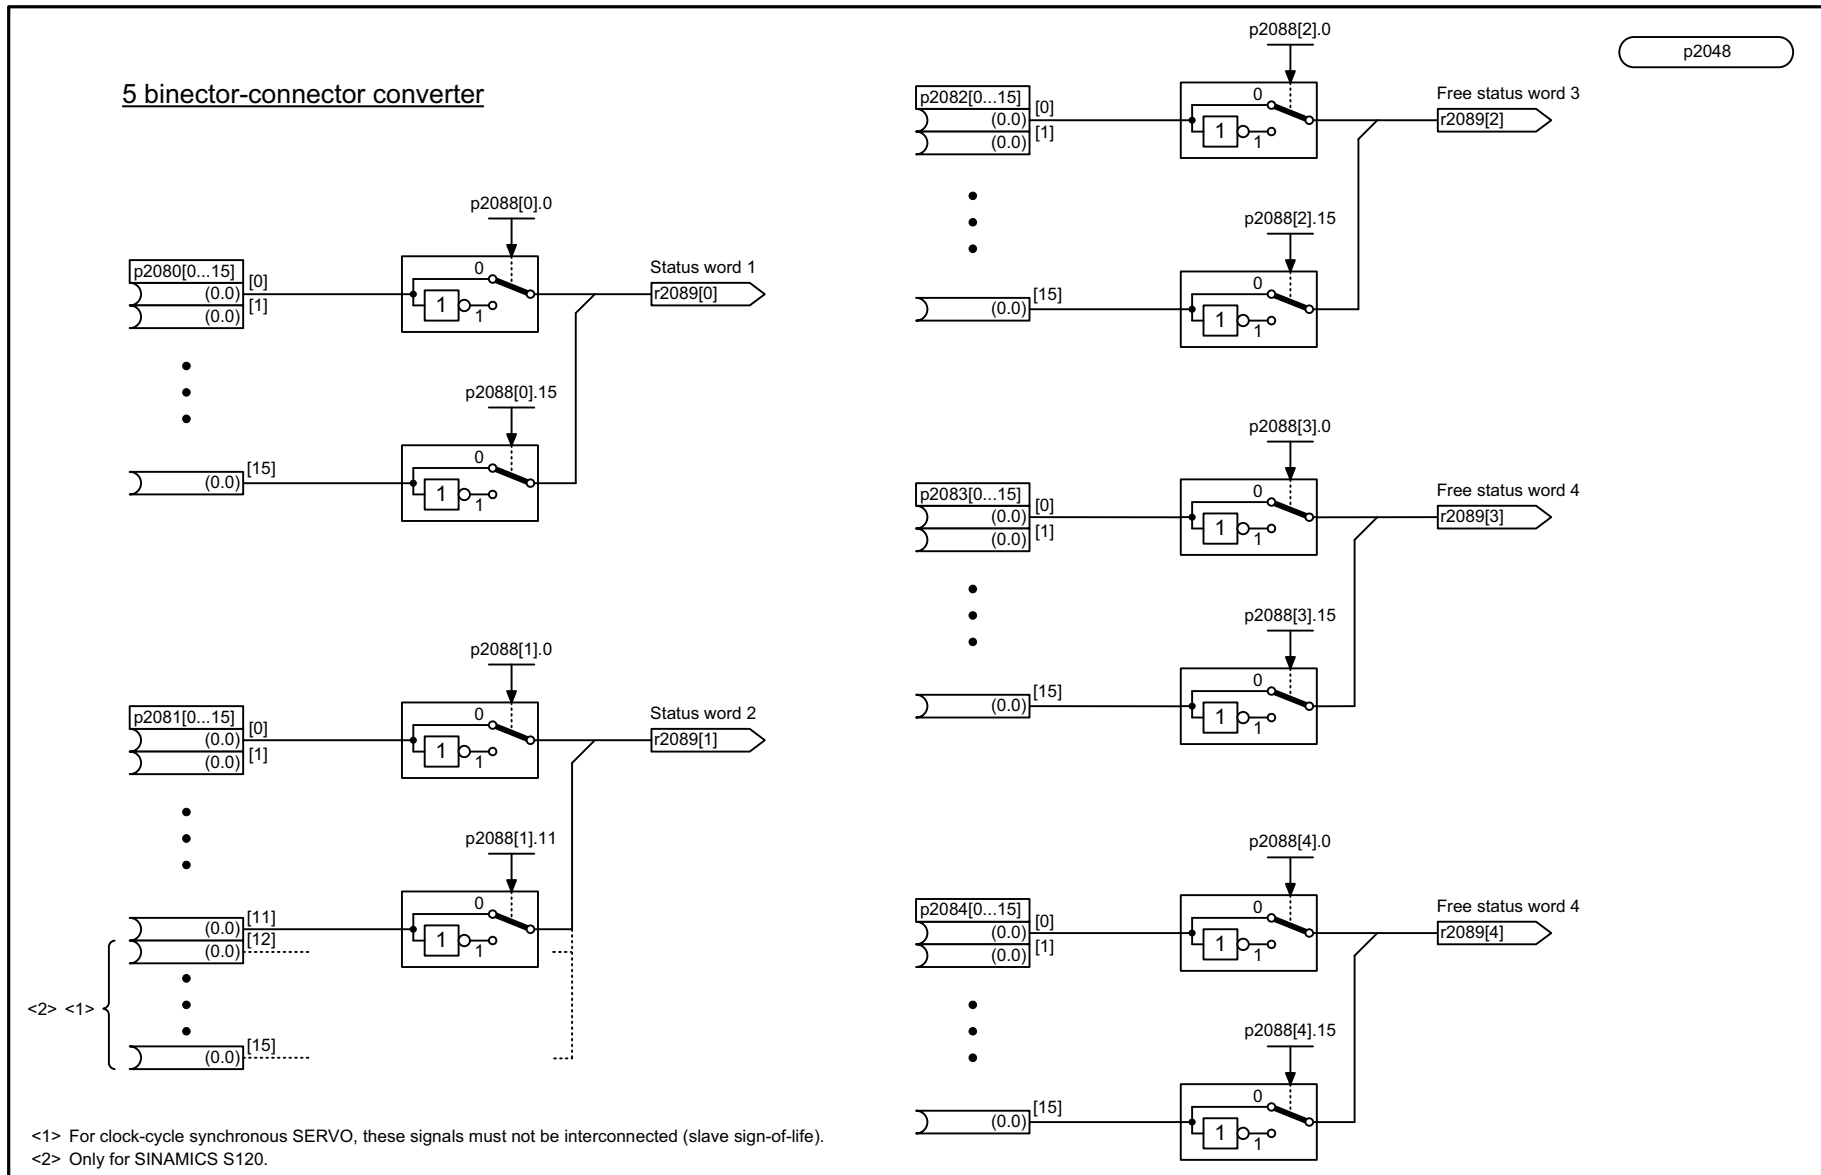 5 binector-connector converter
p2048
p2088[0].0
p2080[0...15]
[0]
(0.0)
[1]
(0.0)
0
1
1
Status word 1
r2089[0]
p2088[0].15
[15]
(0.0)
0
1
1
p2088[1].0
p2081[0...15]
[0]
(0.0)
[1]
(0.0)
0
1
1
Status word 2
r2089[1]
p2088[1].11
[11]
(0.0)
[12]
(0.0)
0
1
1
<2> <1>
[15]
(0.0)
p2088[2].0
p2082[0...15]
[0]
(0.0)
[1]
(0.0)
0
1
1
Free status word 3
r2089[2]
p2088[2].15
[15]
(0.0)
0
1
1
p2088[3].0
p2083[0...15]
[0]
(0.0)
[1]
(0.0)
0
1
1
Free status word 4
r2089[3]
p2088[3].15
[15]
(0.0)
0
1
1
p2088[4].0
p2084[0...15]
[0]
(0.0)
[1]
(0.0)
0
1
1
Free status word 4
r2089[4]
p2088[4].15
[15]
(0.0)
0
1
1
<1> For clock-cycle synchronous SERVO, these signals must not be interconnected (slave sign-of-life).
<2> Only for SINAMICS S120.